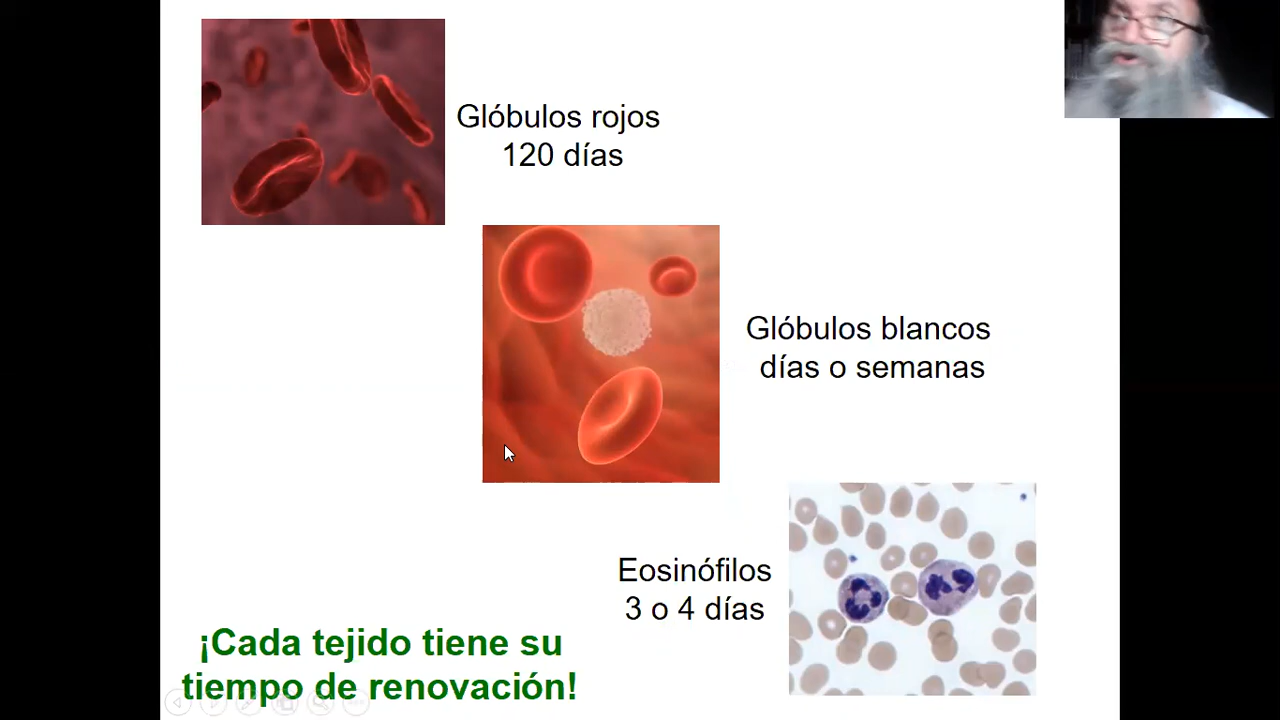 Glóbulos rojos
120 días
Glóbulos blancos
días o semanas
Eosinófilos
3 o 4 días
¡Cada tejido tiene su
tiempo de renovación!